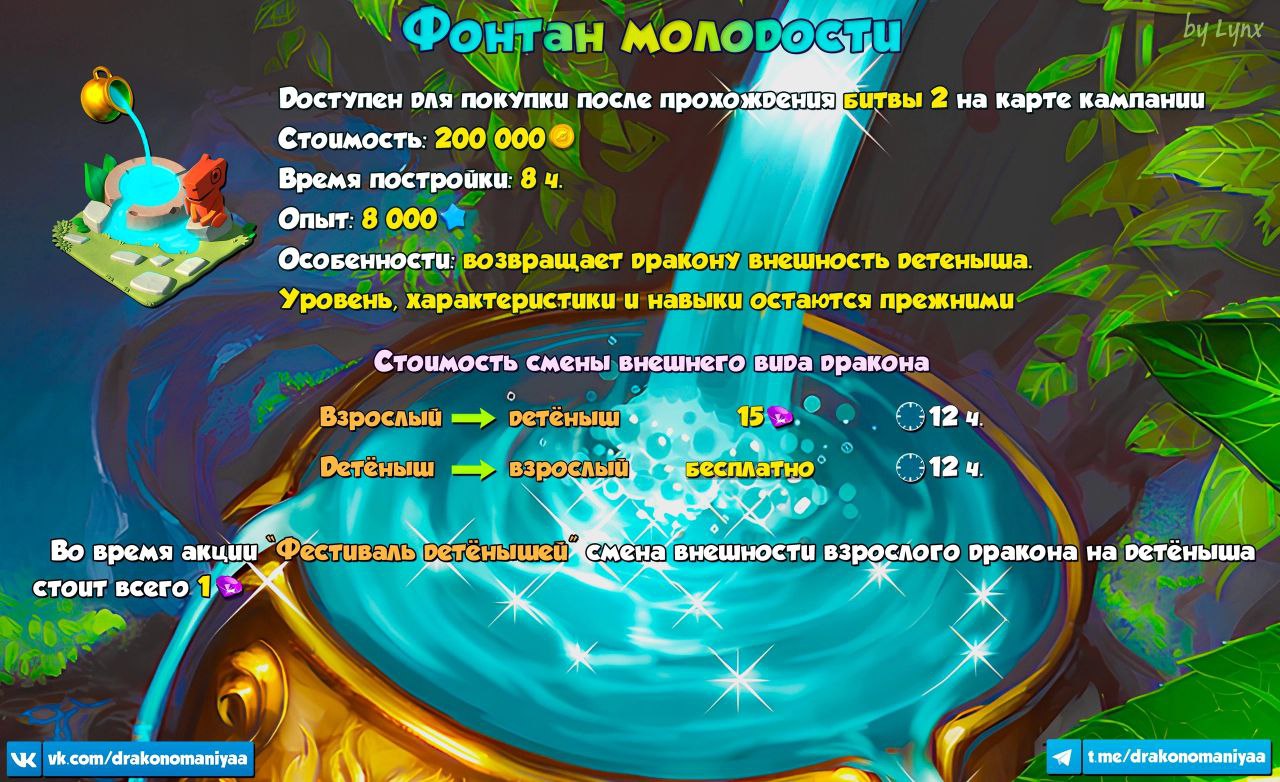 Фонтан молодости
by Lynx
Доступен для покупки после прохождения битвы 2 на карте кампании
Стоимость: 200 000
Время постройки: 8 ч.
Опыт: 8 000
Особенности: возвращает дракону внешность детеныша.
Уровень, характеристики и навыки остаются прежними
Стоимость смены внешнего вида дракона
Взрослый детёныш 15 12 ч.
Детёныш взрослый бесплатно 12 ч.
Во время акции "Фестиваль детёнышей" смена внешности взрослого дракона на детёныша
стоит всего 1
vk.com/drakonomaniyaa
t.me/drakonomaniyaa